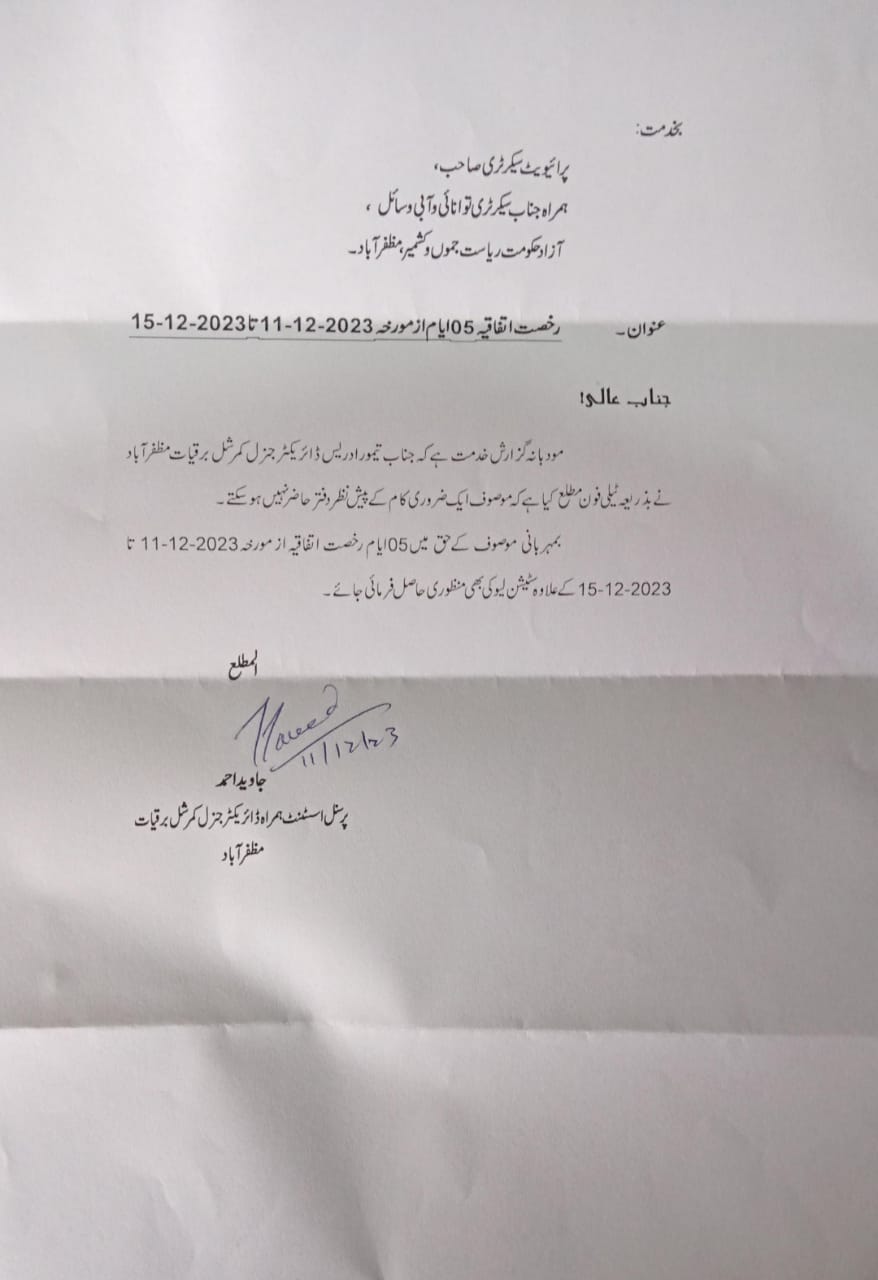 بخدمت:
پرائیویٹ سیکرٹری صاحب،
ہمراہ جناب سیکرٹری توانائی و آبی وسائل ،
آزاد حکومت ریاست جموں و کشمیر، مظفرآباد۔
عنوان۔ رخصت اتفاقیہ 05 ایام از مورخہ 11-12-2023 تا 15-12-2023
جناب عالی!
مودبانہ گزارش خدمت ہے کہ جناب تیمور ادریس ڈائریکٹر جنرل کمرشل برقیات مظفرآباد
نے بذریعہ ٹیلی فون مطلع کیا ہے کہ موصوف ایک ضروری کام کے پیش نظر دفتر حاضر نہیں ہو سکتے۔
بمہربانی موصوف کے حق میں 05 ایام رخصت اتفاقیہ از مورخہ 11-12-2023 تا
15-12-2023 کے علاوہ سٹیشن لیو کی بھی منظوری حاصل فرمائی جائے۔
المطلع
11/12/23
جاوید احمد
پرسنل اسسٹنٹ ہمراہ ڈائریکٹر جنرل کمرشل برقیات
مظفرآباد